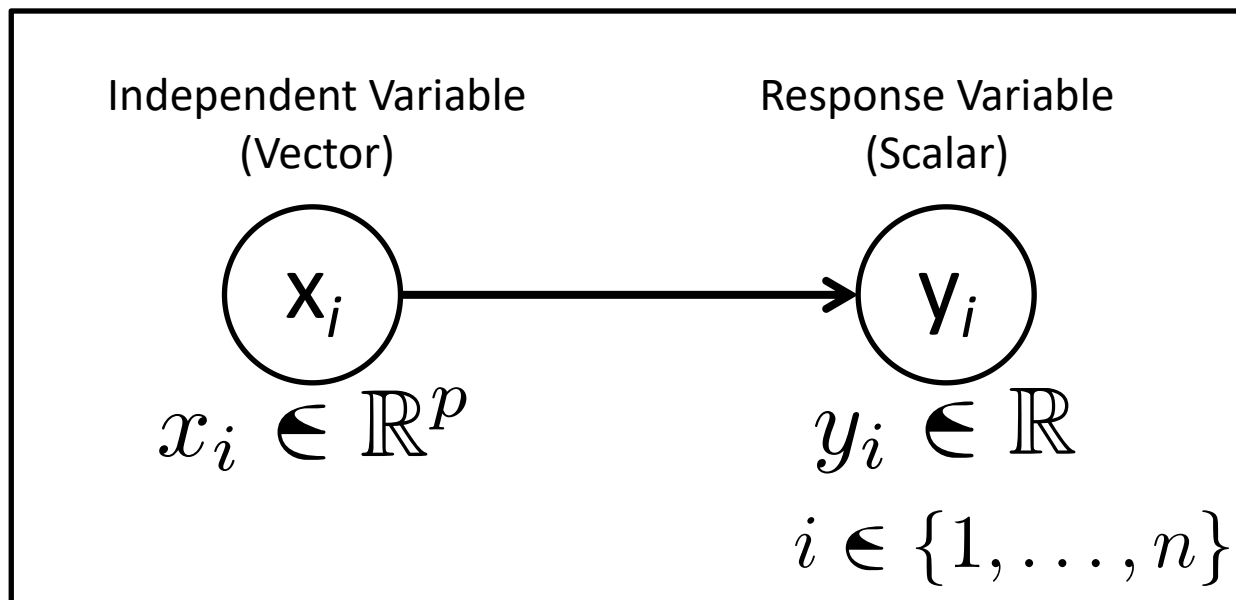 Independent Variable
(Vector)
Response Variable
(Scalar)
x_i
y_i
x_i ∈ ℝ^p
y_i ∈ ℝ
i ∈ {1, . . . , n}